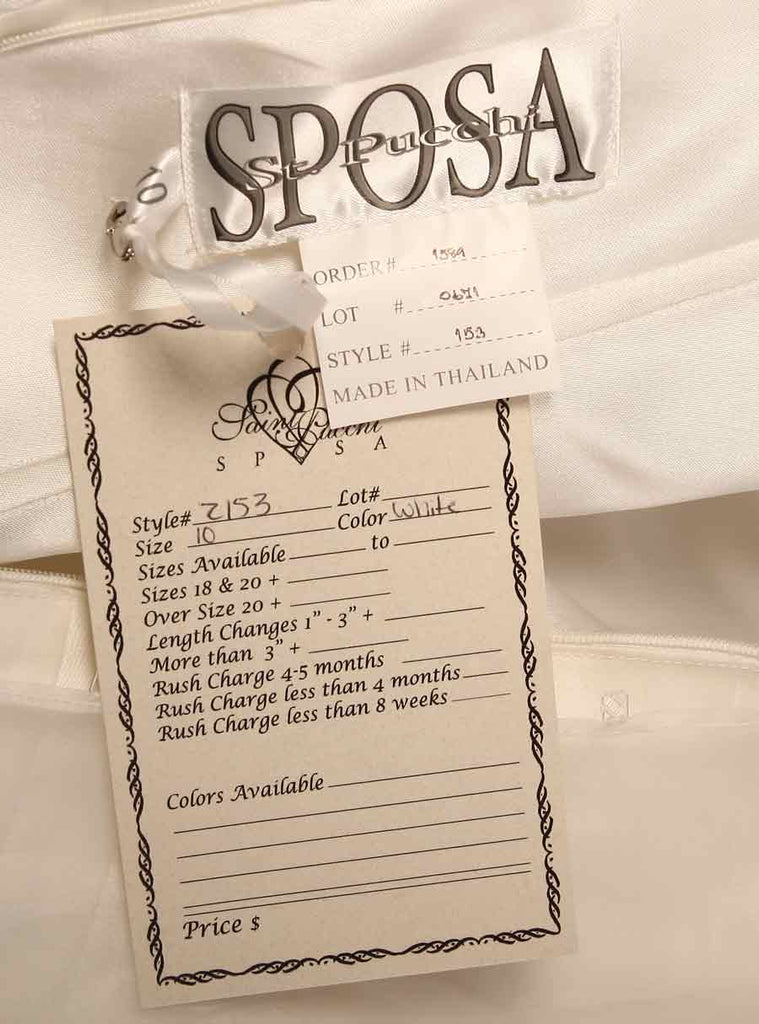 SPOSA
St. Pucchi
10
ORDER#
LOT # 0671
STYLE # 153
MADE IN THAILAND
Saint Pucchi
SPOSA
Style# Z153 Lot#
Size 10 Color White
Sizes Available to
Sizes 18 & 20 +
Over Size 20 +
Length Changes 1" - 3" +
More than 3" +
Rush Charge 4-5 months
Rush Charge less than 4 months
Rush Charge less than 8 weeks
Colors Available
Price $